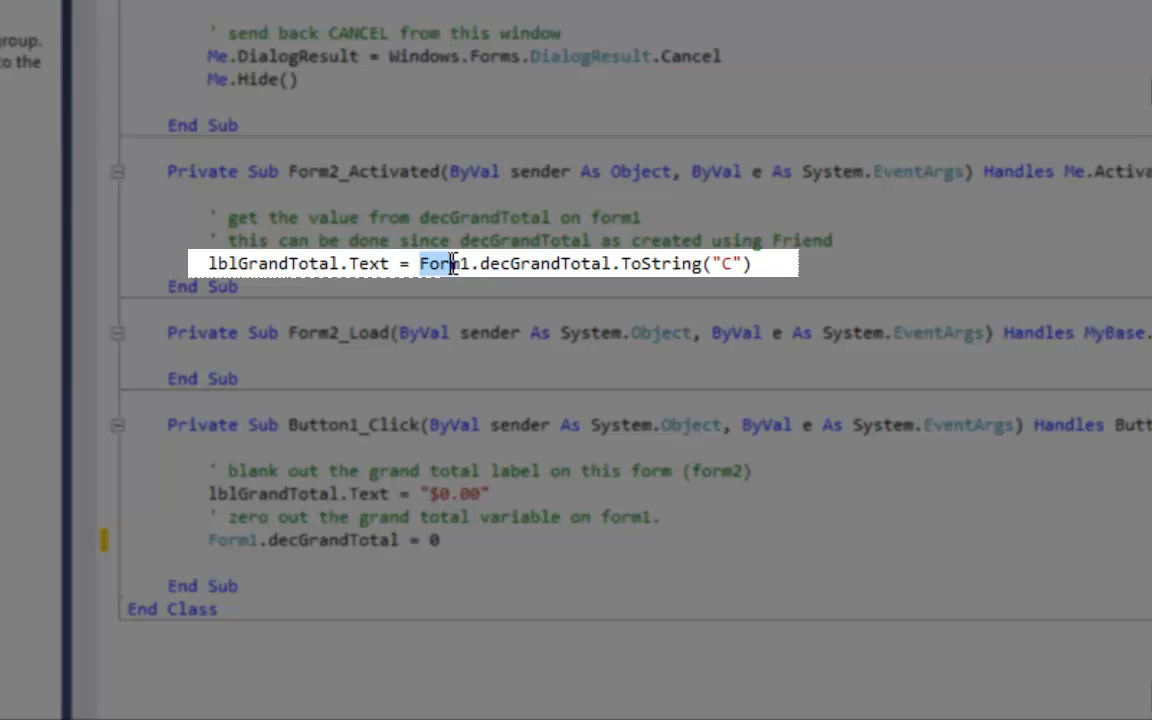 group.
to the
' send back CANCEL from this window
Me.DialogResult = Windows.Forms.DialogResult.Cancel
Me.Hide()
End Sub
Private Sub Form2_Activated(ByVal sender As Object, ByVal e As System.EventArgs) Handles Me.Activa
' get the value from decGrandTotal on form1
' this can be done since decGrandTotal as created using Friend
lblGrandTotal.Text = Form1.decGrandTotal.ToString("C")
End Sub
Private Sub Form2_Load(ByVal sender As System.Object, ByVal e As System.EventArgs) Handles MyBase.
End Sub
Private Sub Button1_Click(ByVal sender As System.Object, ByVal e As System.EventArgs) Handles Butt
' blank out the grand total label on this form (form2)
lblGrandTotal.Text = "$0.00"
' zero out the grand total variable on form1.
Form1.decGrandTotal = 0
End Sub
End Class